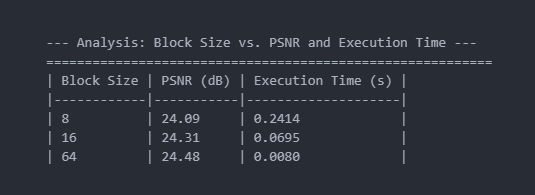 --- Analysis: Block Size vs. PSNR and Execution Time ---
==========================================================
| Block Size | PSNR (dB) | Execution Time (s) |
|------------|-----------|--------------------|
| 8          | 24.09     | 0.2414             |
| 16         | 24.31     | 0.0695             |
| 64         | 24.48     | 0.0080             |